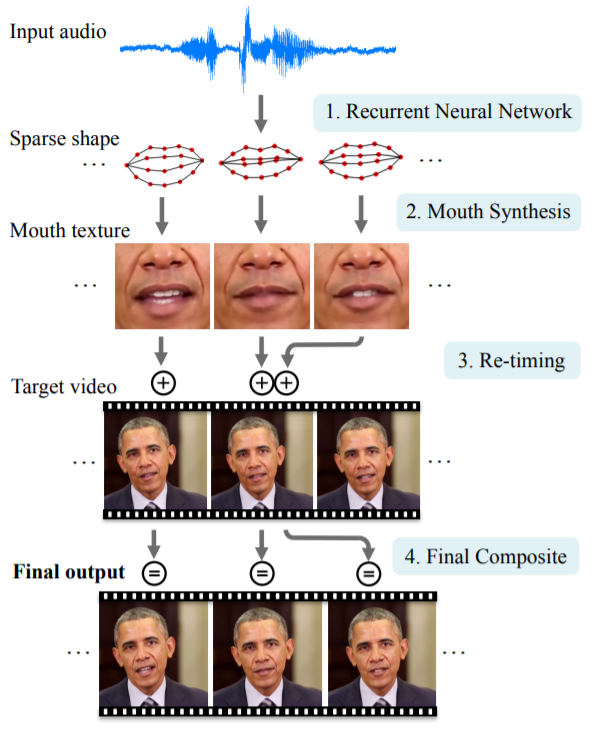 Input audio
1. Recurrent Neural Network
Sparse shape
... ...
2. Mouth Synthesis
Mouth texture
... ...
3. Re-timing
Target video
... ...
4. Final Composite
Final output
... ...